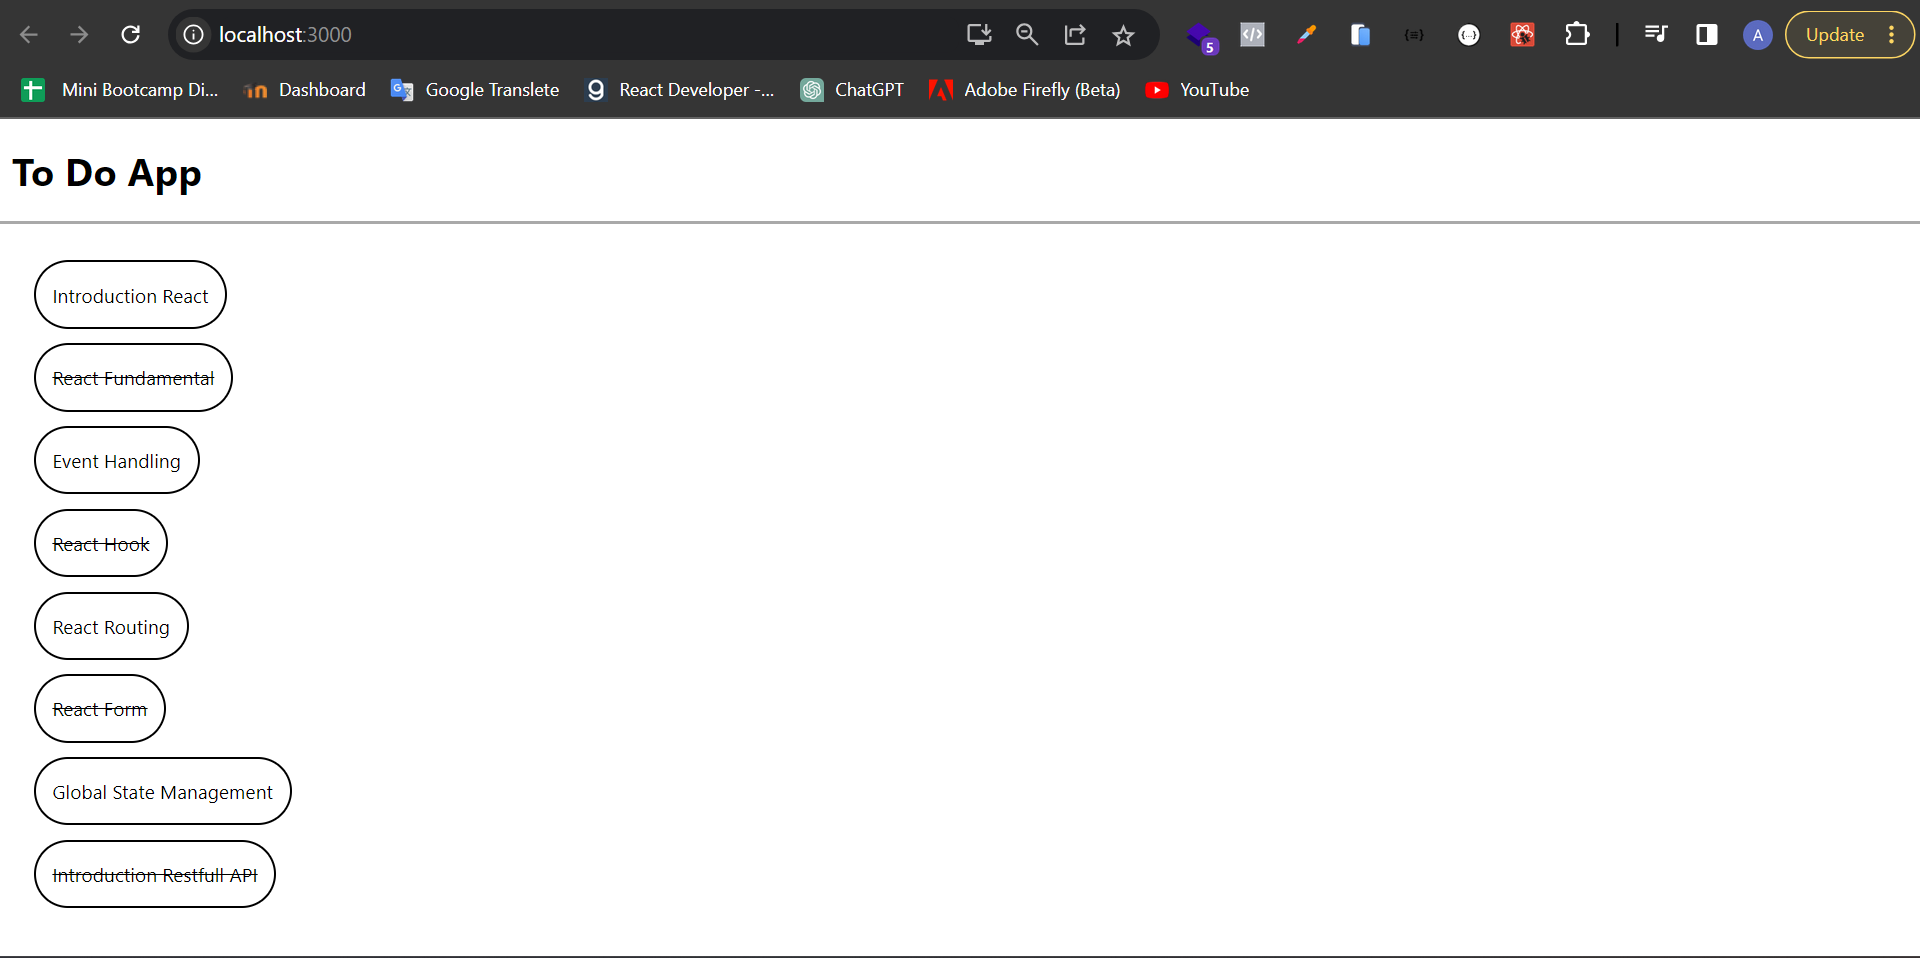 localhost:3000
5
A
Update
Mini Bootcamp Di...
Dashboard
Google Translete
React Developer -...
ChatGPT
Adobe Firefly (Beta)
YouTube
To Do App
Introduction React
React Fundamental
Event Handling
React Hook
React Routing
React Form
Global State Management
Introduction Restfull API